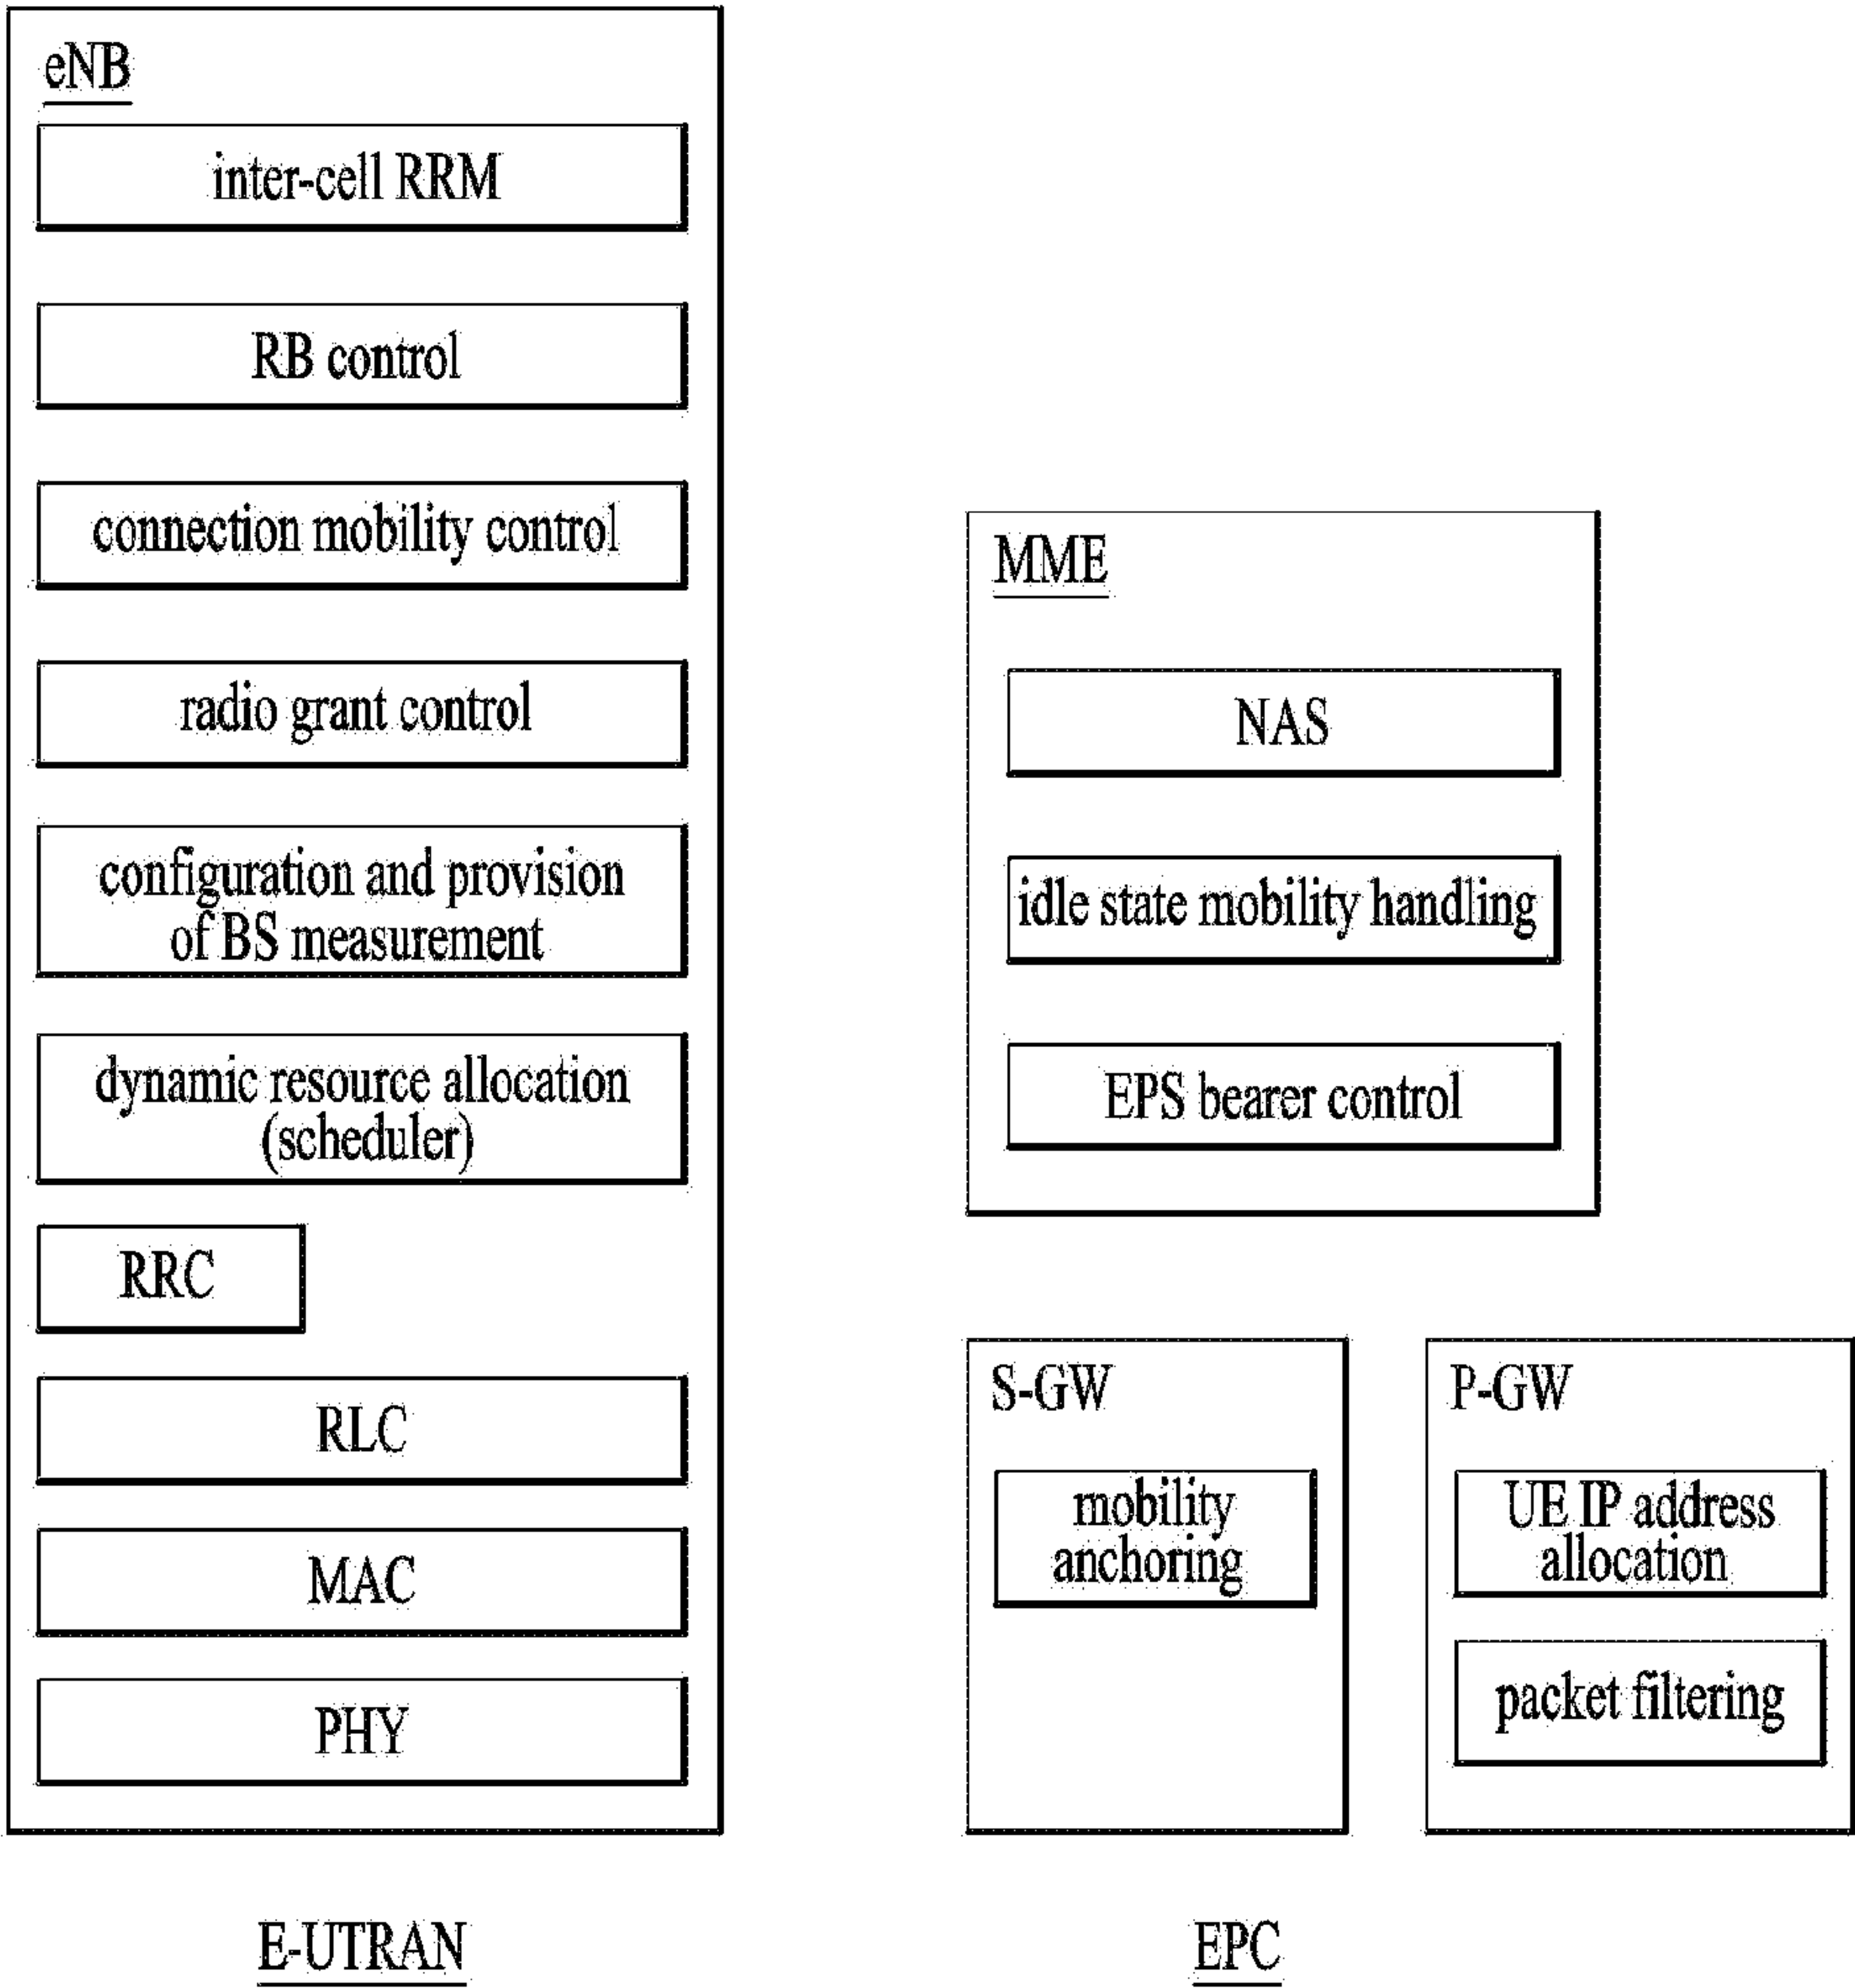 eNB
inter-cell RRM
RB control
connection mobility control
radio grant control
configuration and provision
of BS measurement
dynamic resource allocation
(scheduler)
RRC
RLC
MAC
PHY
E-UTRAN
MME
NAS
idle state mobility handling
EPS bearer control
S-GW
mobility
anchoring
P-GW
UE IP address
allocation
packet filtering
EPC